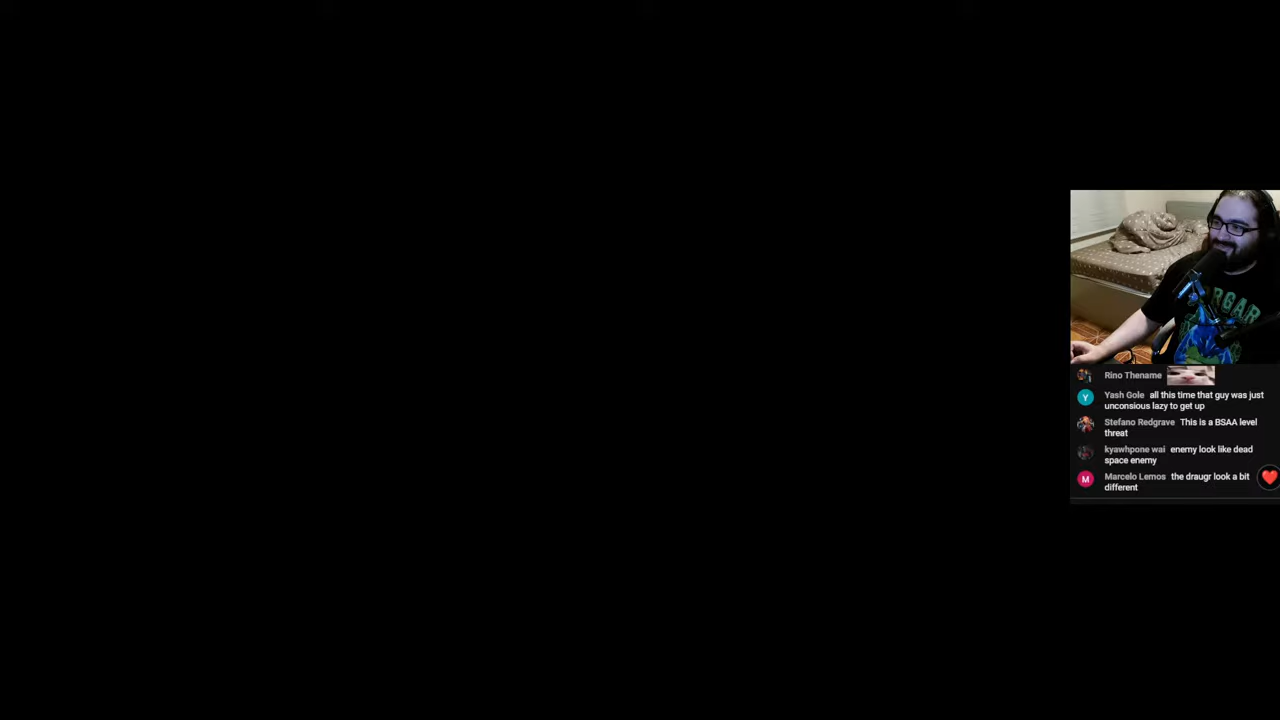 RGAR
Rino Thename
Yash Gole all this time that guy was just
unconsious lazy to get up
Stefano Redgrave This is a BSAA level
threat
kyawhpone wai enemy look like dead
space enemy
Marcelo Lemos the draugr look a bit
different
Y
M